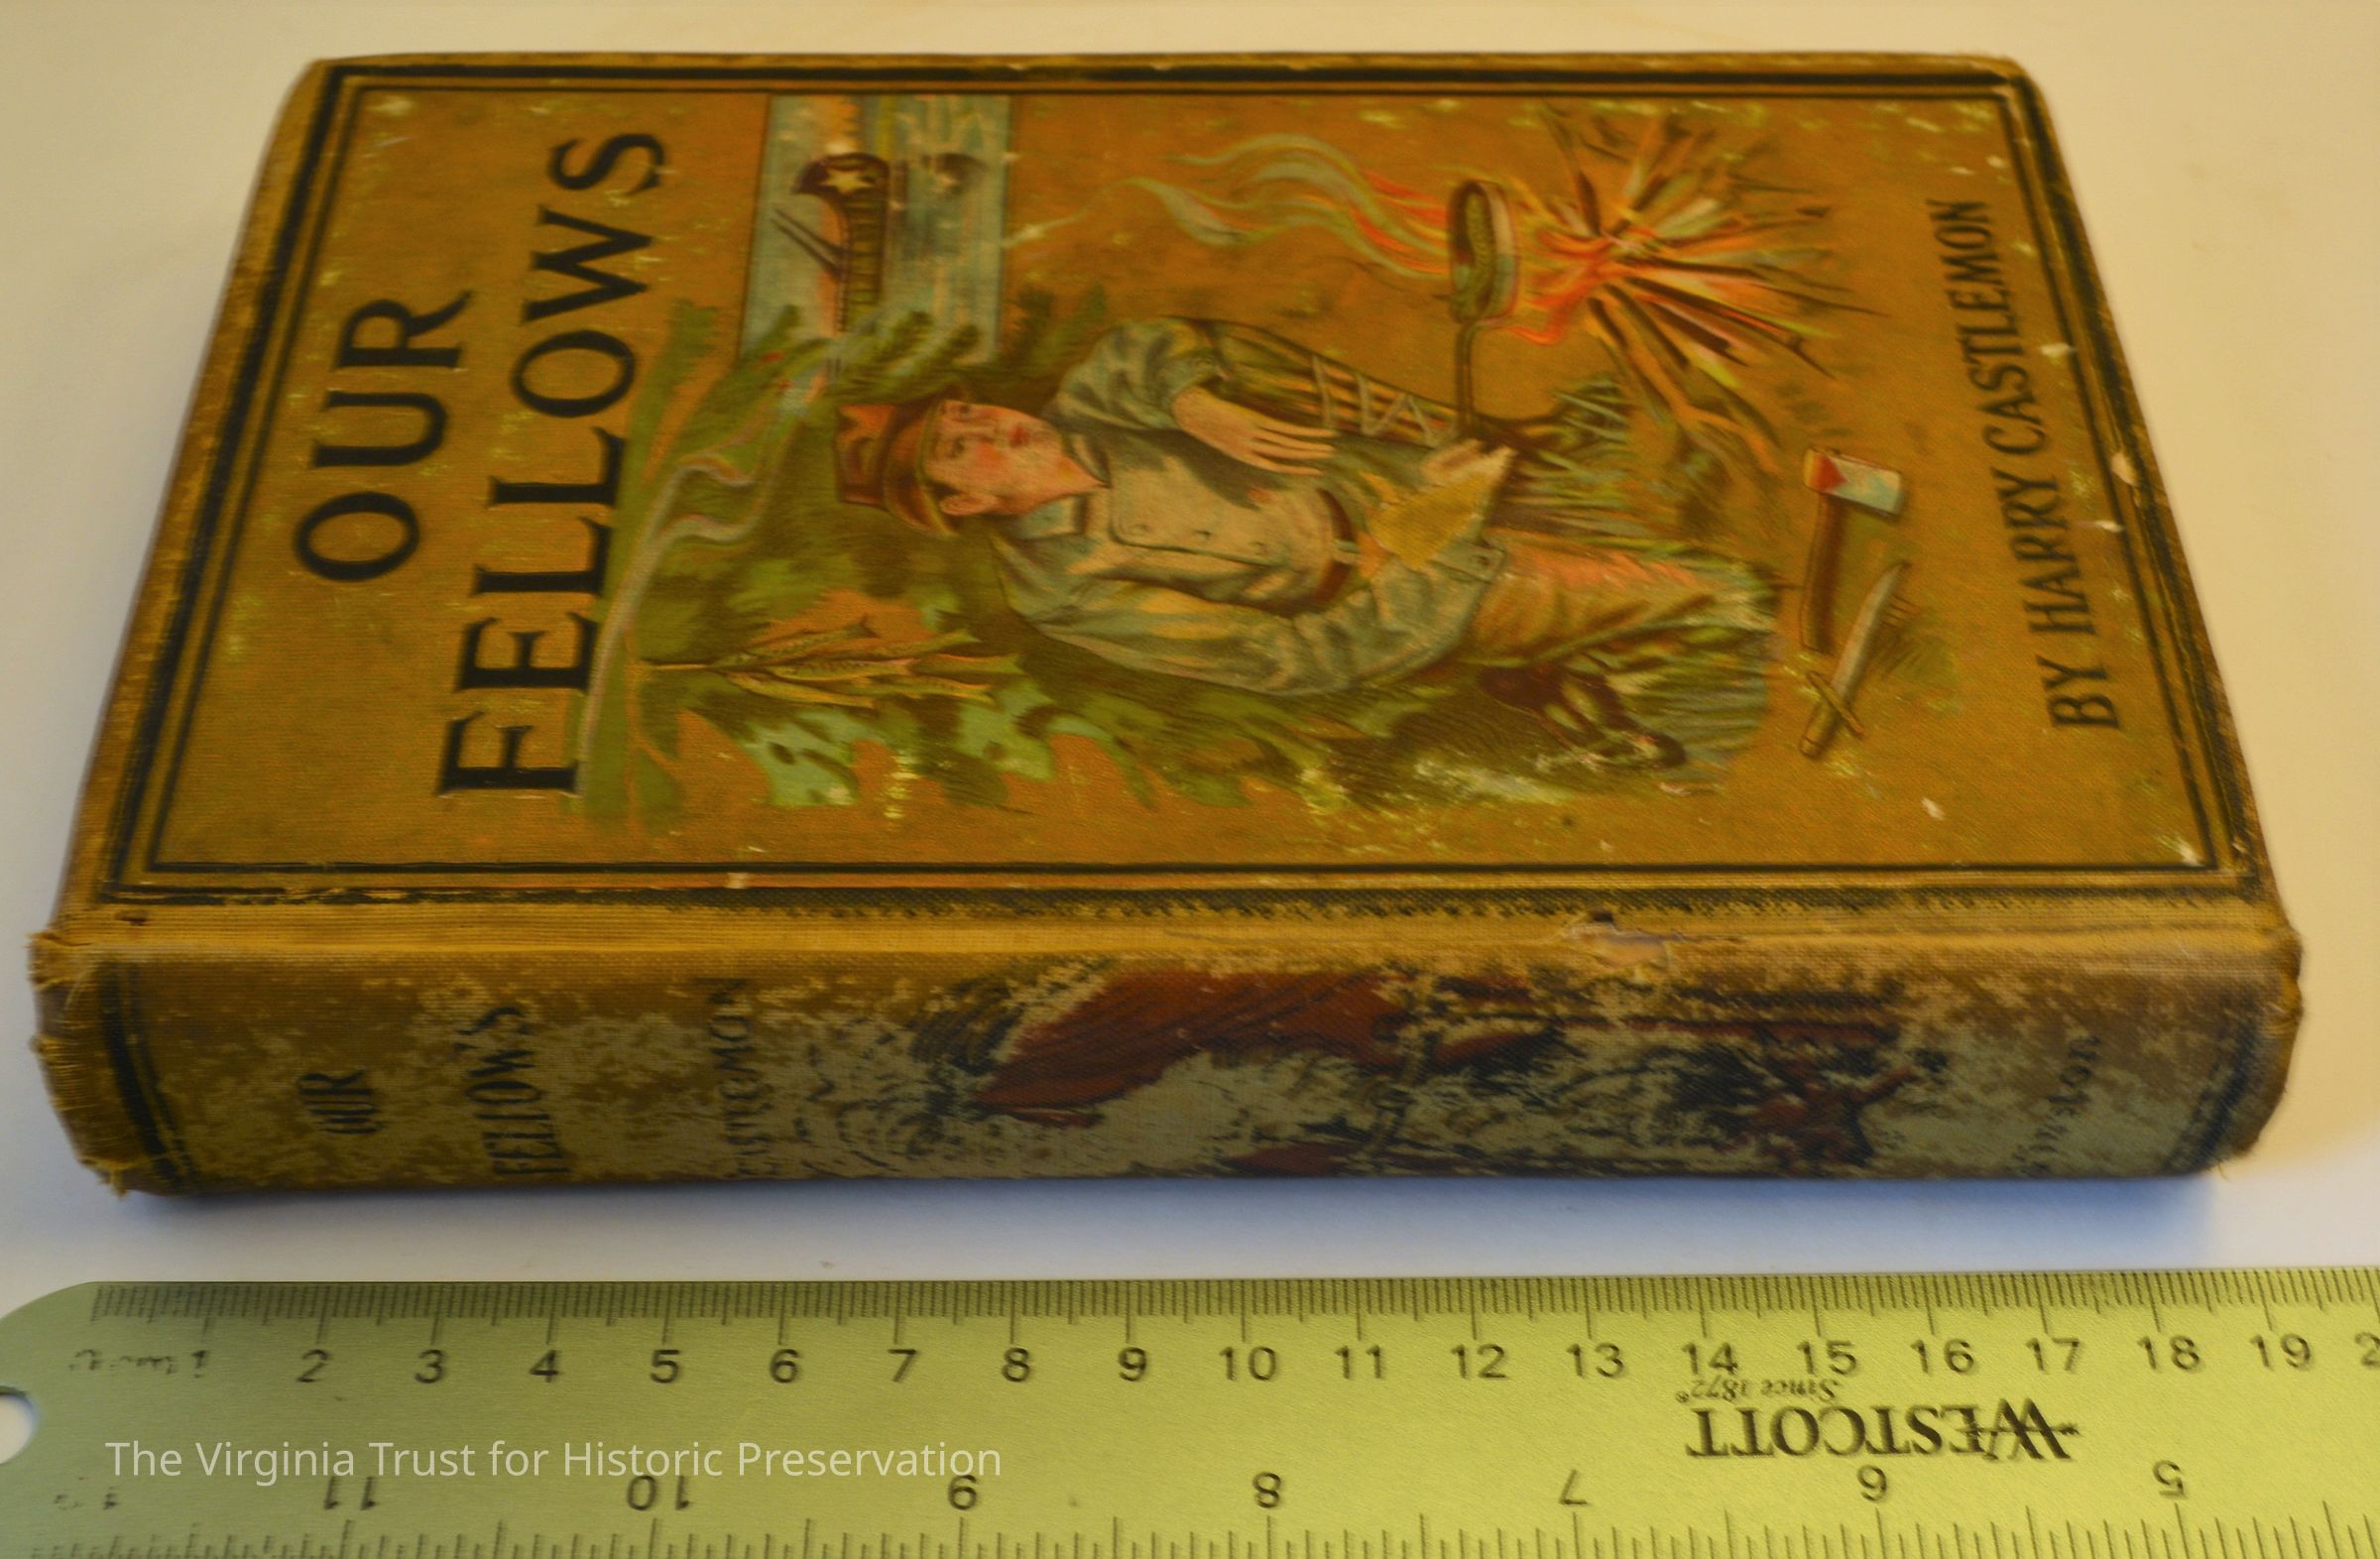 OUR
FELLOWS
BY HARRY CASTLEMON
OUR
FELLOW'S
CASTLEMON
1 2 3 4 5 6 7 8 9 10 11 12 13 14 15 16 17 18 19
Since 1872®
WESTCOTT
11 10 9 8 7 6 5
The Virginia Trust for Historic Preservation